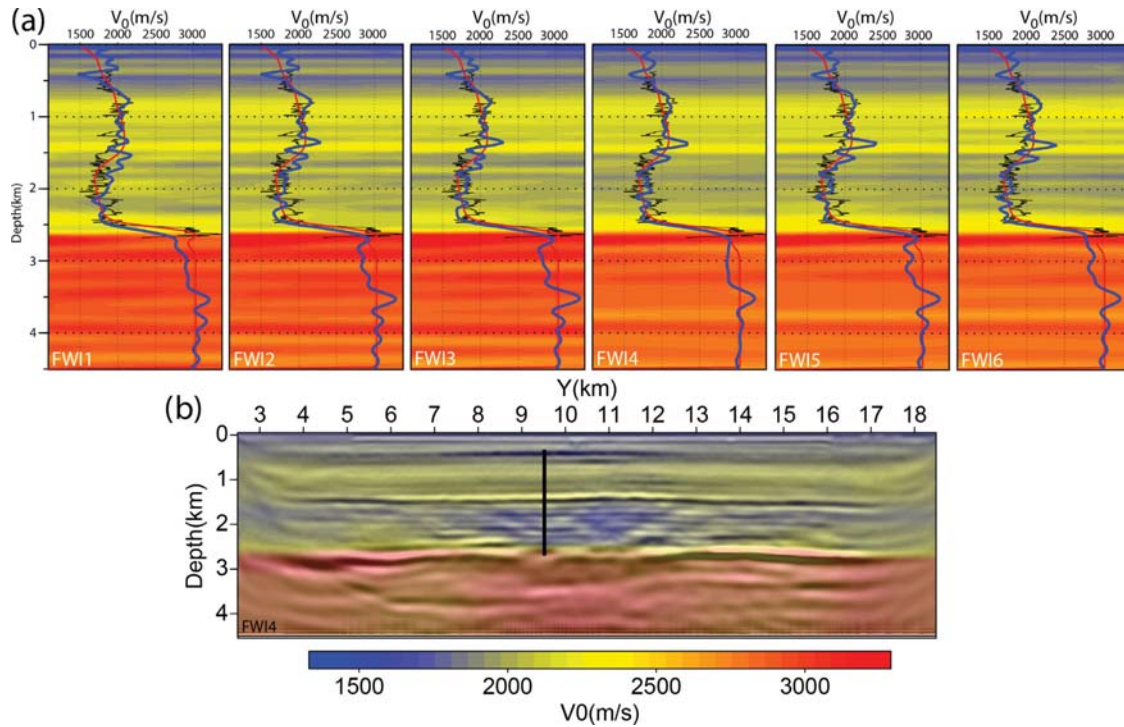 (a)
V0(m/s) V0(m/s) V0(m/s) V0(m/s) V0(m/s) V0(m/s)
1500 2000 2500 3000 1500 2000 2500 3000 1500 2000 2500 3000 1500 2000 2500 3000 1500 2000 2500 3000 1500 2000 2500 3000
0
1
Depth(km)
2
3
4
FWI1 FWI2 FWI3 FWI4 FWI5 FWI6
(b)
Y(km)
3 4 5 6 7 8 9 10 11 12 13 14 15 16 17 18
0
1
Depth(km)
2
3
4
FWI4
1500 2000 2500 3000
V0(m/s)